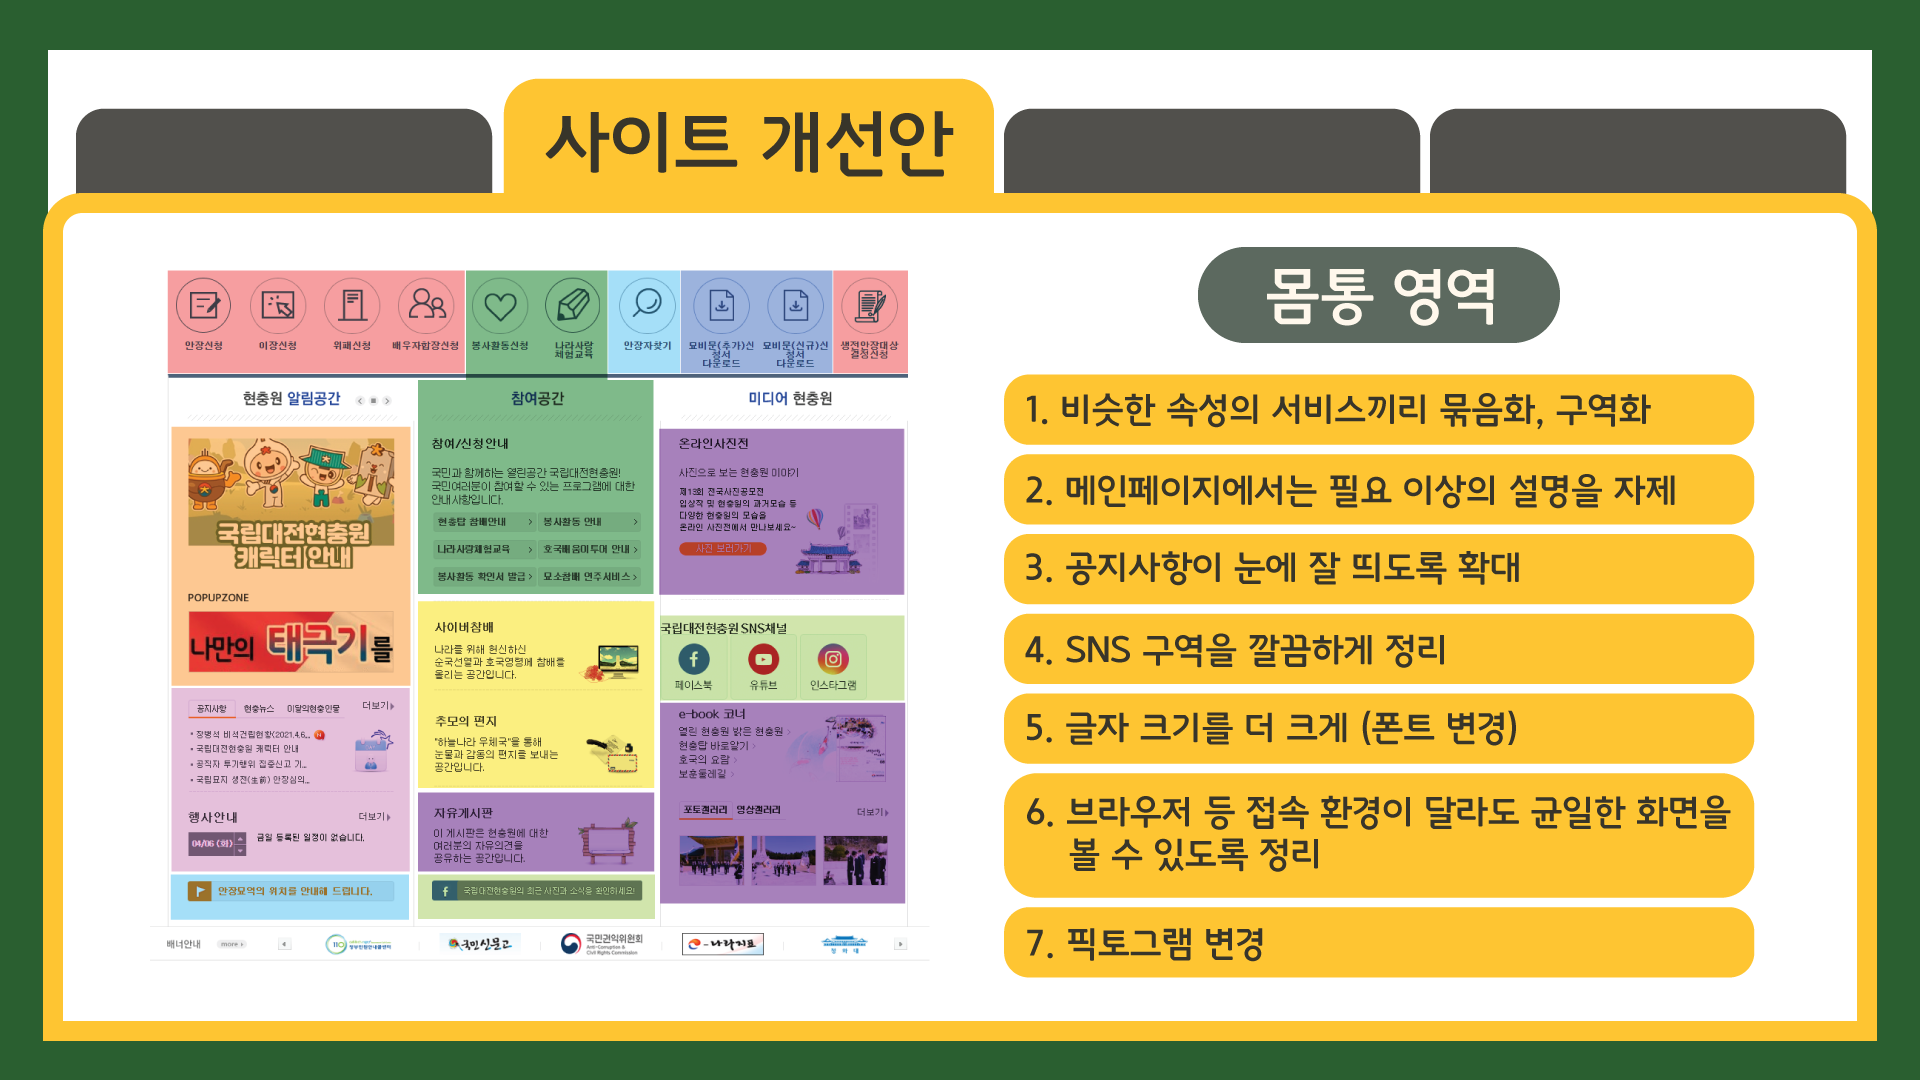 사이트 개선안
안장신청
이장신청
위패신청
배우자합장신청
봉사활동신청
나라사랑
체험교육
안장자찾기
묘비문(추가)신
청서
다운로드
묘비문(신규)신
청서
다운로드
생전안장대상
결정신청
현충원 알림공간
국립대전현충원
캐릭터 안내
POPUPZONE
나만의 태극기를
공지사항 현충뉴스 이달의현충인물 더보기
장병석 비석건립현황(2021.4.6...
국립대전현충원 캐릭터 안내
공직자 투기행위 집중신고 기...
국립묘지 생전(生前) 안장심의...
행사안내 더보기
04/06 (화)
금일 등록된 일정이 없습니다.
안장묘역의 위치를 안내해 드립니다.
참여공간
참여/신청안내
국민과 함께하는 열린공간 국립대전현충원!
국민여러분이 참여할 수 있는 프로그램에 대한
안내사항입니다.
현충탑 참배안내 >
봉사활동 안내 >
나라사랑체험교육 >
호국배움이투어 안내 >
봉사활동 확인서 발급 >
묘소참배 연주서비스 >
사이버참배
나라를 위해 헌신하신
순국선열과 호국영령께 참배를
올리는 공간입니다.
추모의 편지
"하늘나라 우체국"을 통해
눈물과 감동의 편지를 보내는
공간입니다.
자유게시판
이 게시판은 현충원에 대한
여러분의 자유의견을
공유하는 공간입니다.
국립대전현충원의 최근 사진과 소식을 확인하세요!
미디어 현충원
온라인사진전
사진으로 보는 현충원 이야기
제13회 전국사진공모전
입상작 및 현충원의 과거모습 등
다양한 현충원의 모습을
온라인 사진전에서 만나보세요~
사진 보러가기
국립대전현충원 SNS채널
페이스북
유튜브
인스타그램
e-book 코너
열린 현충원 밝은 현충원 >
현충탑 바로알기 >
호국의 요람 >
보훈둘레길 >
포토갤러리 영상갤러리 더보기
배너안내
more
110
국민신문고
국민권익위원회
Anti-Corruption &
Civil Rights Commission
e-나라지표
청와대
몸통 영역
1. 비슷한 속성의 서비스끼리 묶음화, 구역화
2. 메인페이지에서는 필요 이상의 설명을 자제
3. 공지사항이 눈에 잘 띄도록 확대
4. SNS 구역을 깔끔하게 정리
5. 글자 크기를 더 크게 (폰트 변경)
6. 브라우저 등 접속 환경이 달라도 균일한 화면을
볼 수 있도록 정리
7. 픽토그램 변경